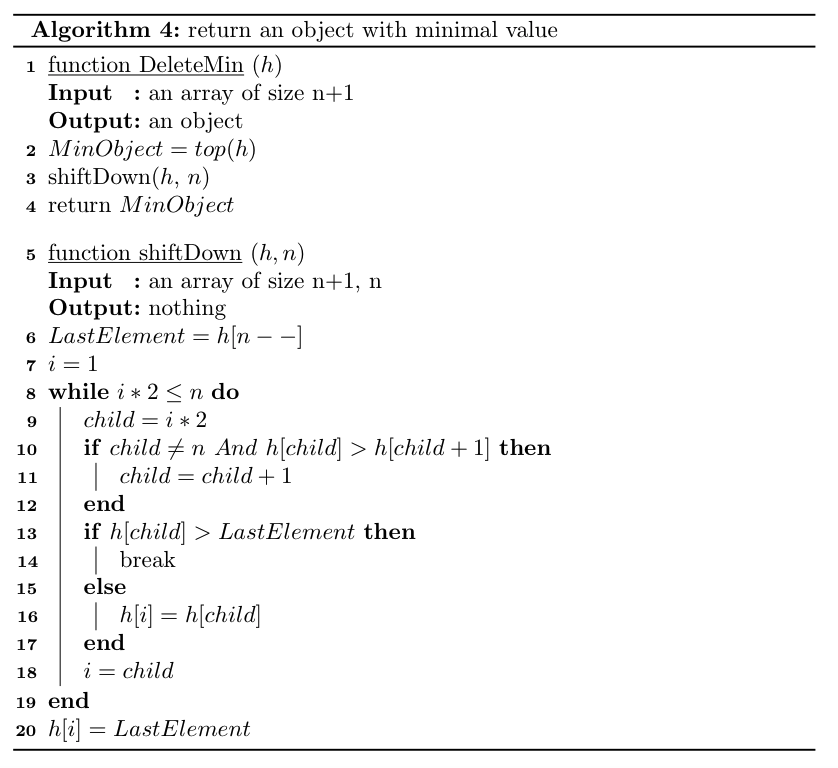 Algorithm 4: return an object with minimal value
1 function DeleteMin (h)
Input : an array of size n+1
Output: an object
2 MinObject = top(h)
3 shiftDown(h, n)
4 return MinObject
5 function shiftDown (h, n)
Input : an array of size n+1, n
Output: nothing
6 LastElement = h[n − −]
7 i = 1
8 while i ∗ 2 ≤ n do
9 child = i ∗ 2
10 if child ≠ n And h[child] > h[child + 1] then
11 child = child + 1
12 end
13 if h[child] > LastElement then
14 break
15 else
16 h[i] = h[child]
17 end
18 i = child
19 end
20 h[i] = LastElement